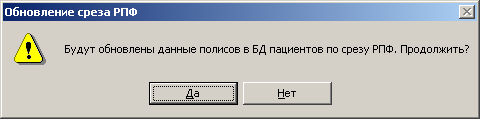 Обновление среза РПФ
Будут обновлены данные полисов в БД пациентов по срезу РПФ. Продолжить?
Да
Нет